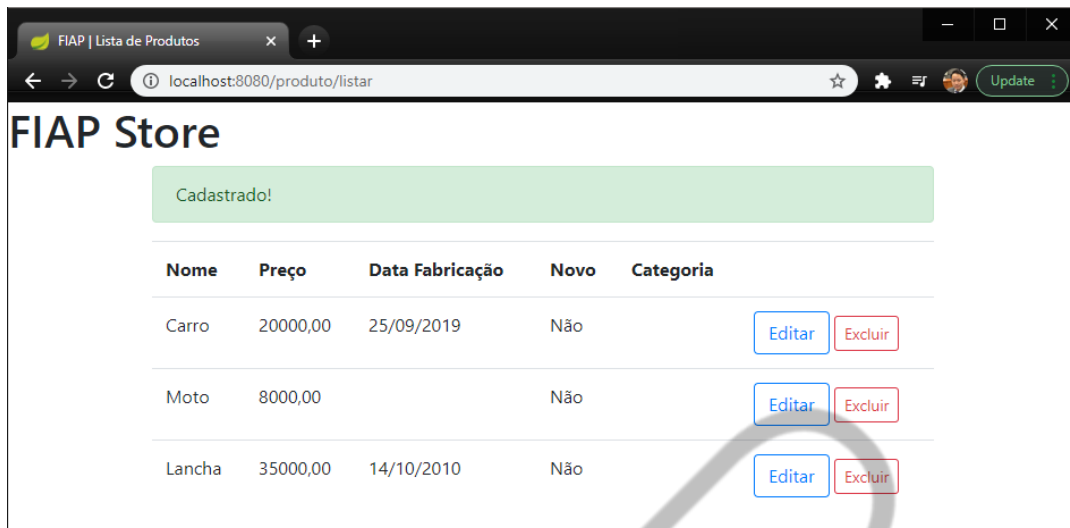 FIAP | Lista de Produtos
localhost:8080/produto/listar
Update
FIAP Store
Cadastrado!
Nome Preço Data Fabricação Novo Categoria
Carro 20000,00 25/09/2019 Não Editar Excluir
Moto 8000,00 Não Editar Excluir
Lancha 35000,00 14/10/2010 Não Editar Excluir